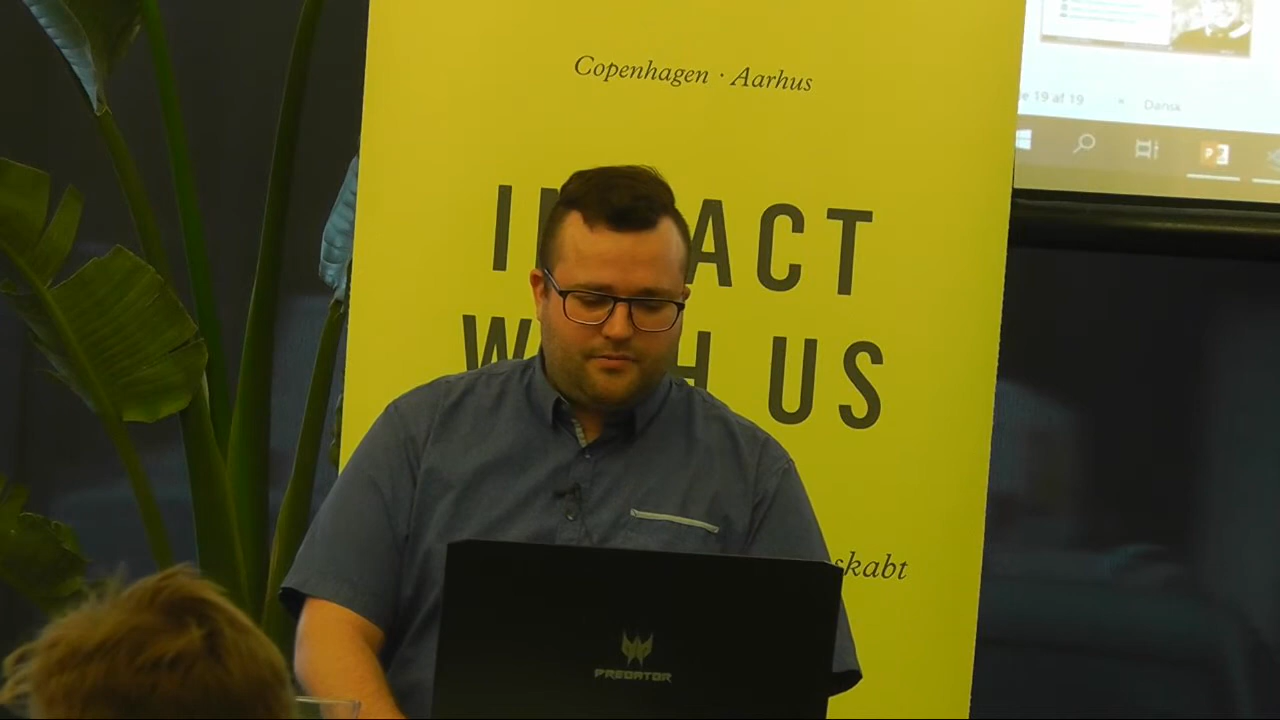 Copenhagen · Aarhus
ACT
H US
skabt
19 af 19
Dansk
PREDATOR